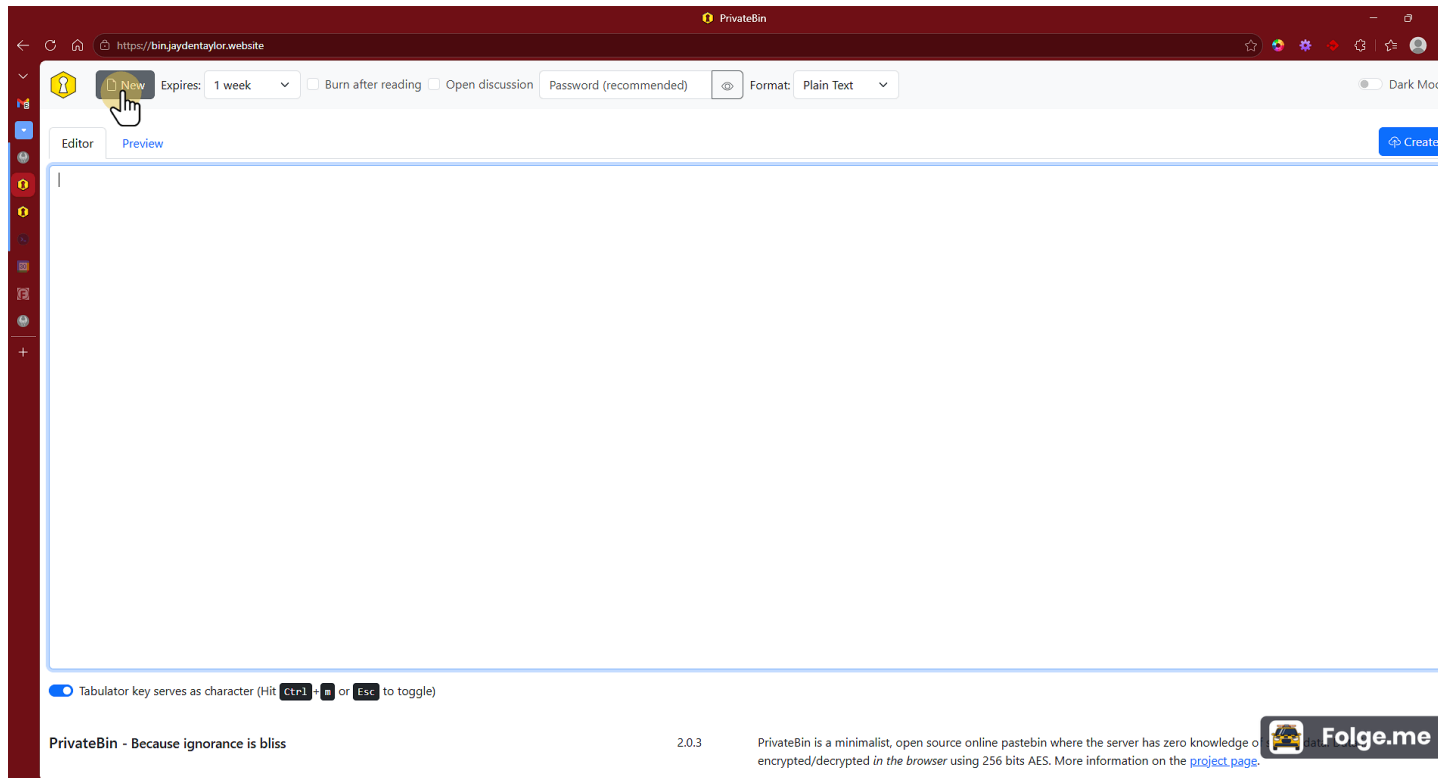 PrivateBin
https://bin.jaydentaylor.website
New Expires: 1 week Burn after reading Open discussion Password (recommended) Format: Plain Text Dark Mod
Editor Preview Create
Tabulator key serves as character (Hit Ctrl + m or Esc to toggle)
PrivateBin - Because ignorance is bliss 2.0.3 PrivateBin is a minimalist, open source online pastebin where the server has zero knowledge of
encrypted/decrypted in the browser using 256 bits AES. More information on the project page.
Folge.me